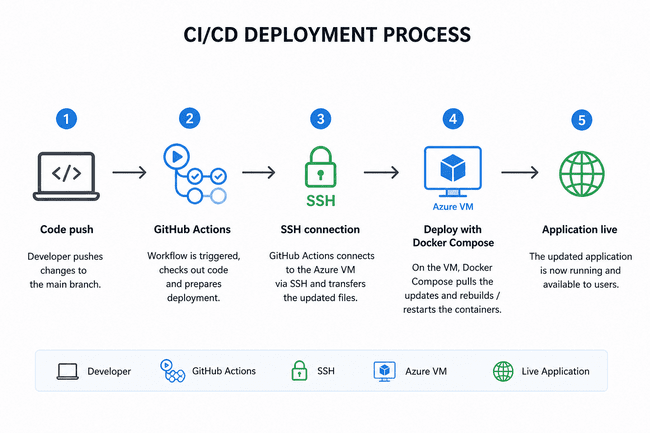 CI/CD DEPLOYMENT PROCESS
1
2
3
4
5
</>
SSH
Azure VM
Code push
Developer pushes
changes to
the main branch.
GitHub Actions
Workflow is triggered,
checks out code
and prepares
deployment.
SSH connection
GitHub Actions connects
to the Azure VM
via SSH and transfers
the updated files.
Deploy with
Docker Compose
On the VM, Docker
Compose pulls the
updates and rebuilds /
restarts the containers.
Application live
The updated application
is now running and
available to users.
Developer
GitHub Actions
SSH
Azure VM
Live Application